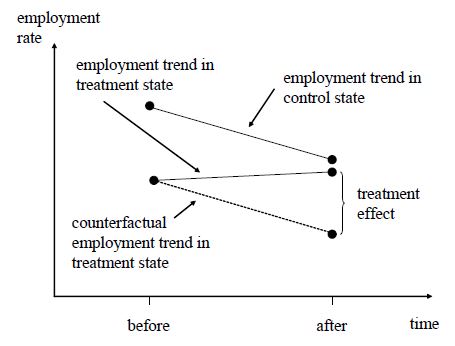 employment
rate
employment trend in
treatment state
employment trend in
control state
treatment
effect
counterfactual
employment trend in
treatment state
before
after
time